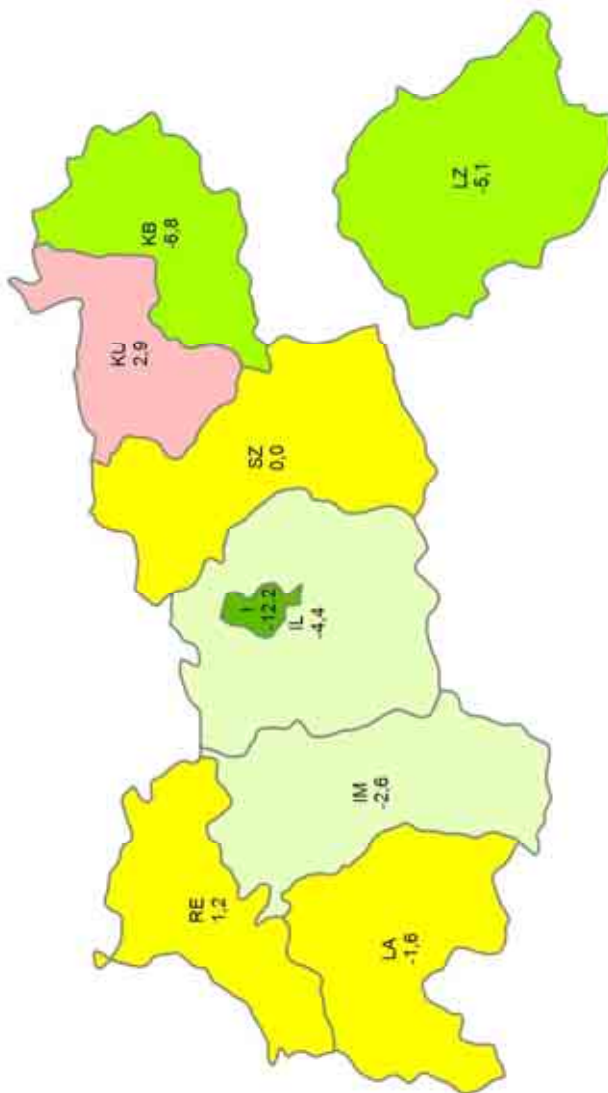 KB
-6,8
KU
2,9
LZ
-5,1
SZ
0,0
I
-12,2
IL
-4,4
IM
-2,6
RE
1,2
LA
-1,6